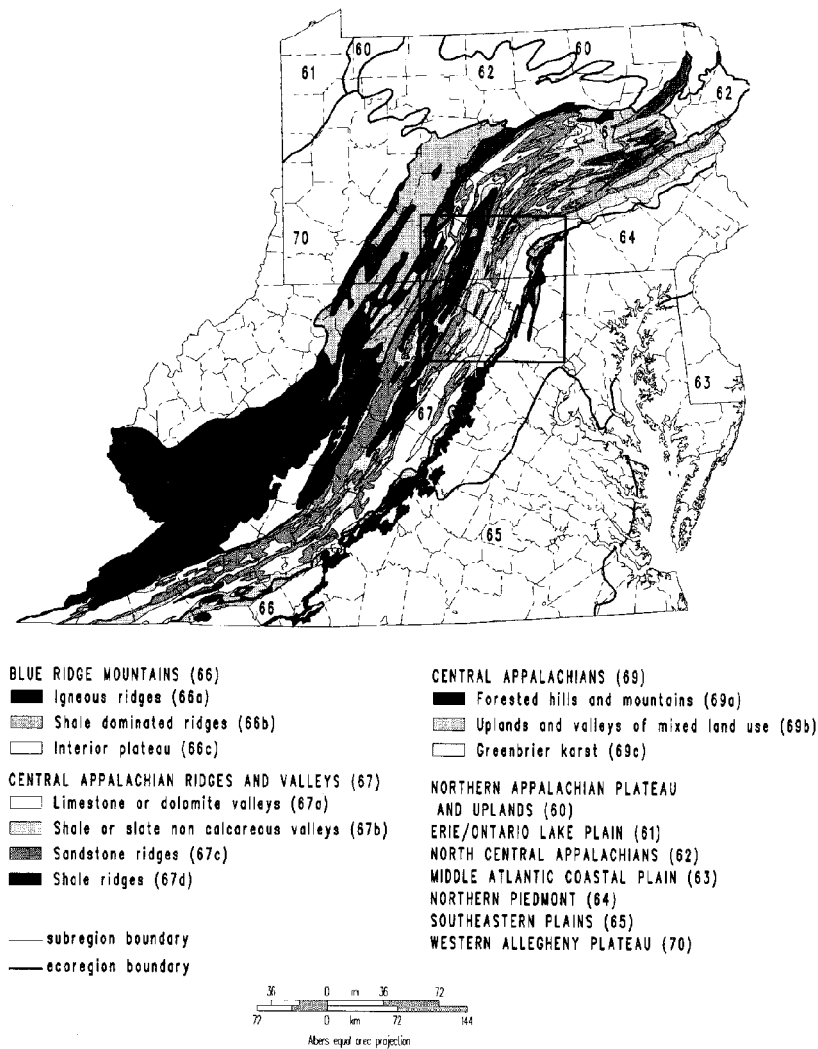 60
60
61
62
62
67
70
64
63
67
65
66
BLUE RIDGE MOUNTAINS (66)
Igneous ridges (66a)
Shale dominated ridges (66b)
Interior plateau (66c)
CENTRAL APPALACHIAN RIDGES AND VALLEYS (67)
Limestone or dolomite valleys (67a)
Shale or slate non calcareous valleys (67b)
Sandstone ridges (67c)
Shale ridges (67d)
subregion boundary
ecoregion boundary
CENTRAL APPALACHIANS (69)
Forested hills and mountains (69a)
Uplands and valleys of mixed land use (69b)
Greenbrier karst (69c)
NORTHERN APPALACHIAN PLATEAU
AND UPLANDS (60)
ERIE/ONTARIO LAKE PLAIN (61)
NORTH CENTRAL APPALACHIANS (62)
MIDDLE ATLANTIC COASTAL PLAIN (63)
NORTHERN PIEDMONT (64)
SOUTHEASTERN PLAINS (65)
WESTERN ALLEGHENY PLATEAU (70)
36 0 mi 36 72
72 0 km 72 144
Albers equal area projection